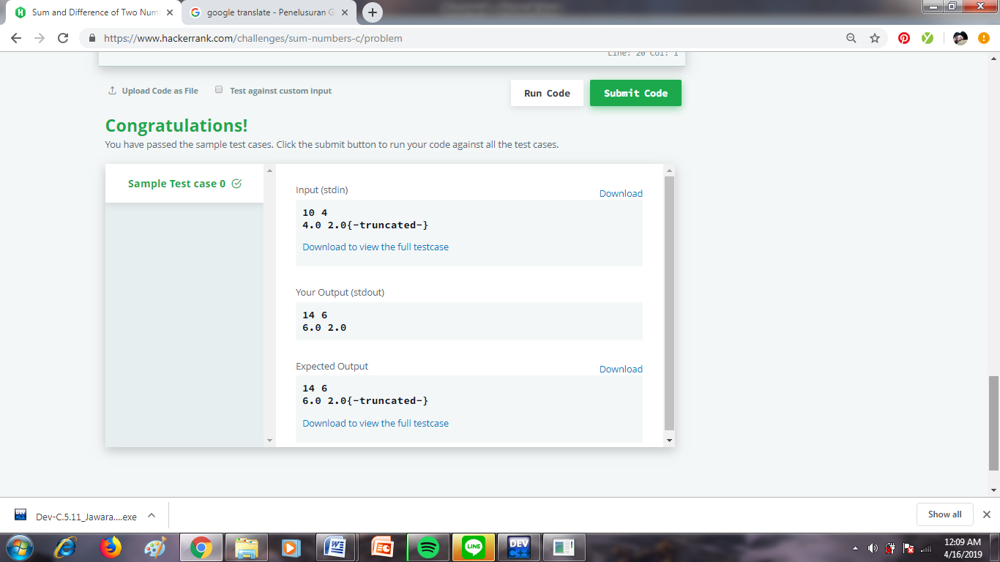 Sum and Difference of Two Num
google translate - Penelusuran G
https://www.hackerrank.com/challenges/sum-numbers-c/problem
Line: 20 Col: 1
Upload Code as File
Test against custom input
Run Code
Submit Code
Congratulations!
You have passed the sample test cases. Click the submit button to run your code against all the test cases.
Sample Test case 0
Input (stdin)
Download
10 4
4.0 2.0{-truncated-}
Download to view the full testcase
Your Output (stdout)
14 6
6.0 2.0
Expected Output
Download
14 6
6.0 2.0{-truncated-}
Download to view the full testcase
Dev-C.5.11_Jawara....exe
Show all
LINE
DEV
12:09 AM
4/16/2019